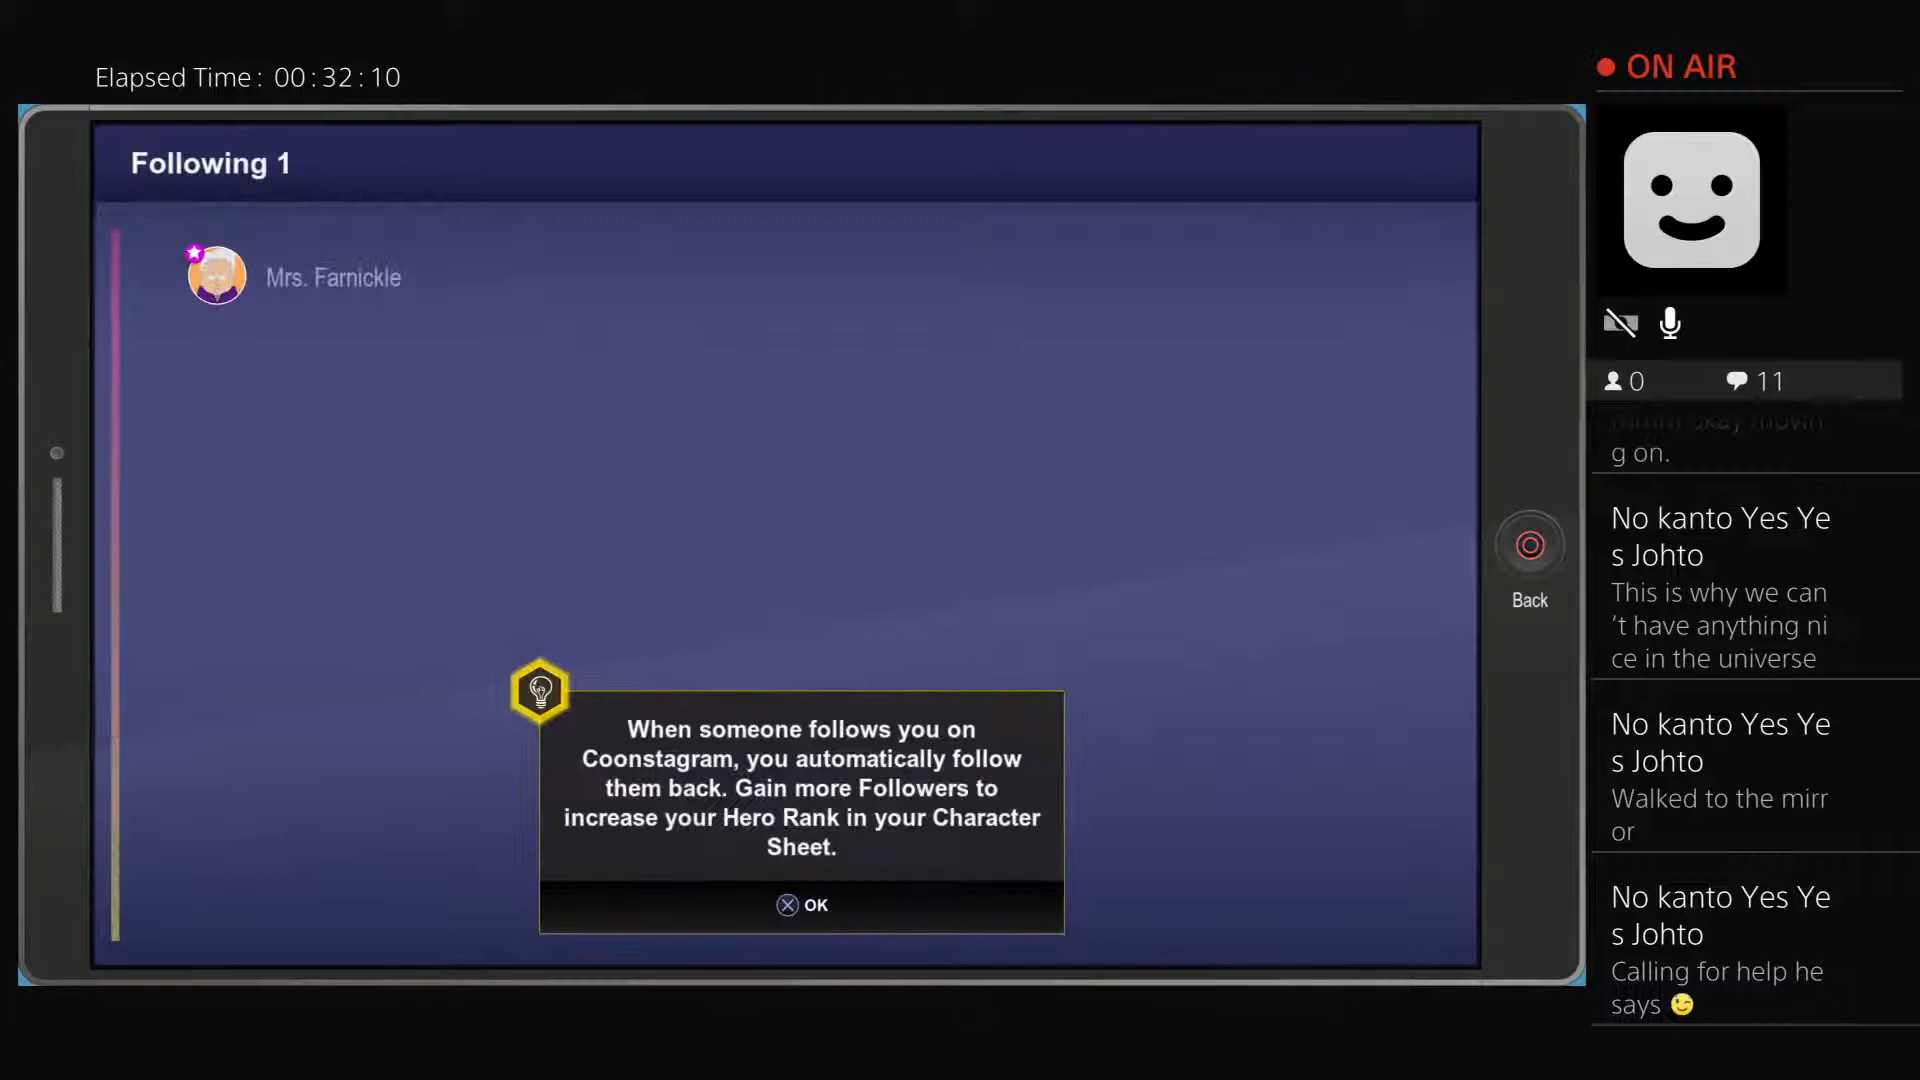 Elapsed Time: 00:32:10
ON AIR
Following 1
Mrs. Farnickle
0
11
g on.
No kanto Yes Ye
s Johto
This is why we can
‘t have anything ni
ce in the universe
Back
When someone follows you on
Coonstagram, you automatically follow
them back. Gain more Followers to
increase your Hero Rank in your Character
Sheet.
OK
No kanto Yes Ye
s Johto
Walked to the mirr
or
No kanto Yes Ye
s Johto
Calling for help he
says 😉